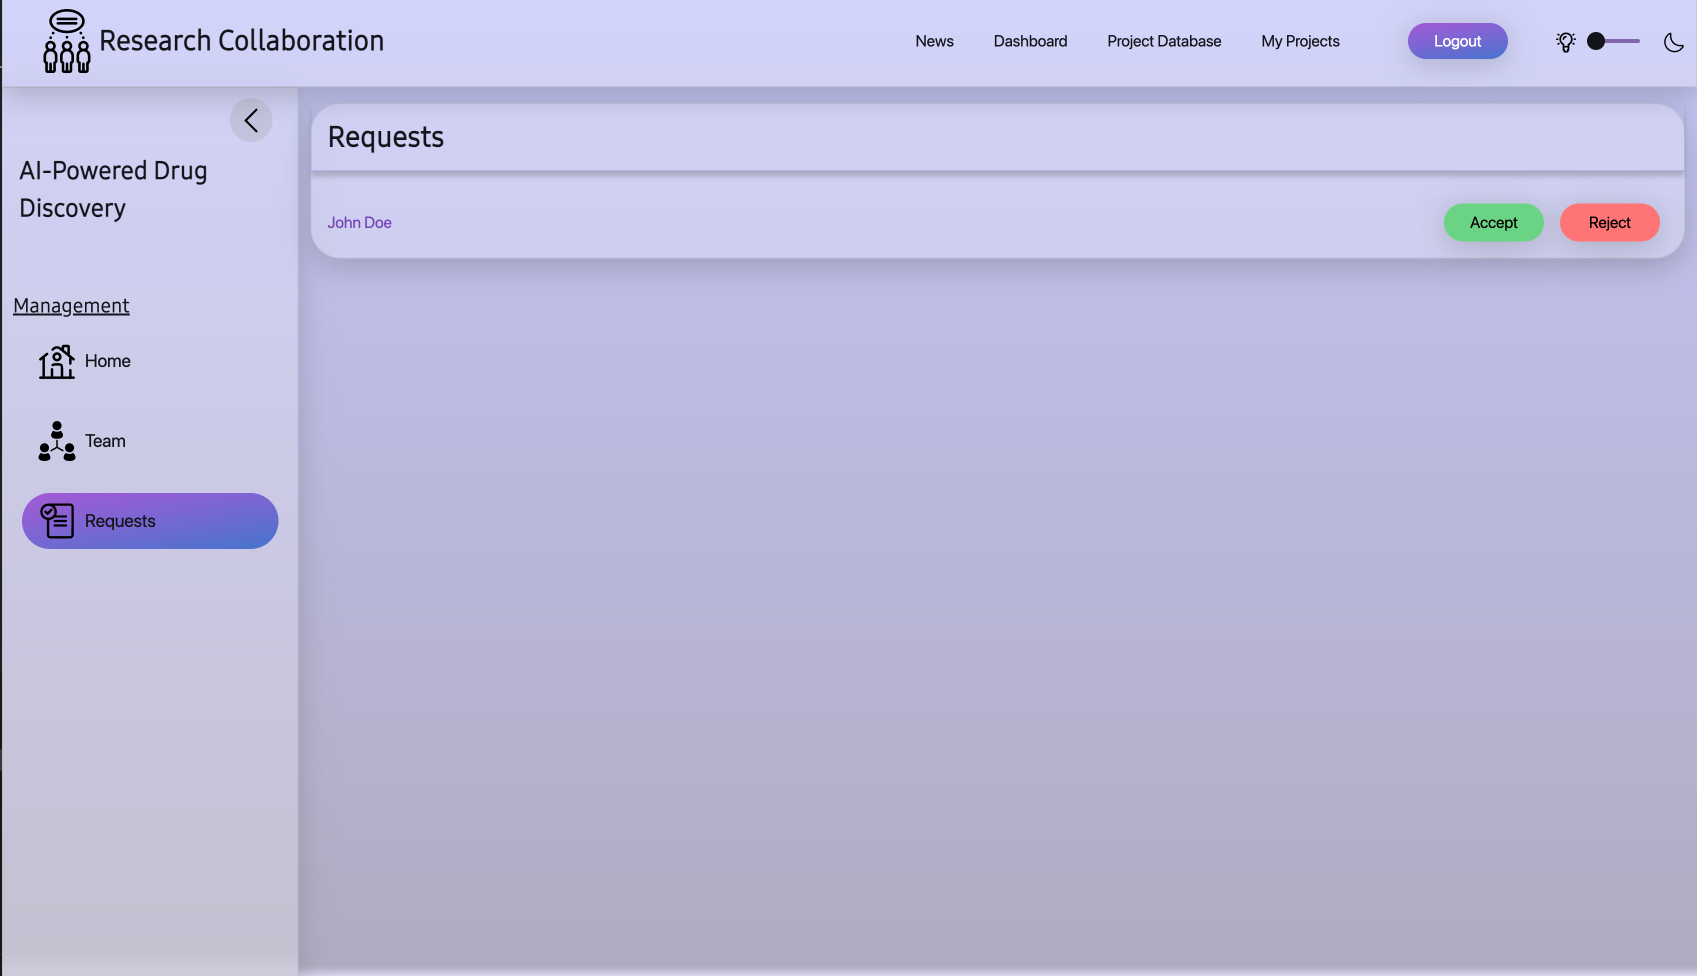 Research Collaboration
News
Dashboard
Project Database
My Projects
Logout
AI-Powered Drug
Discovery
Management
Home
Team
Requests
Requests
John Doe
Accept
Reject